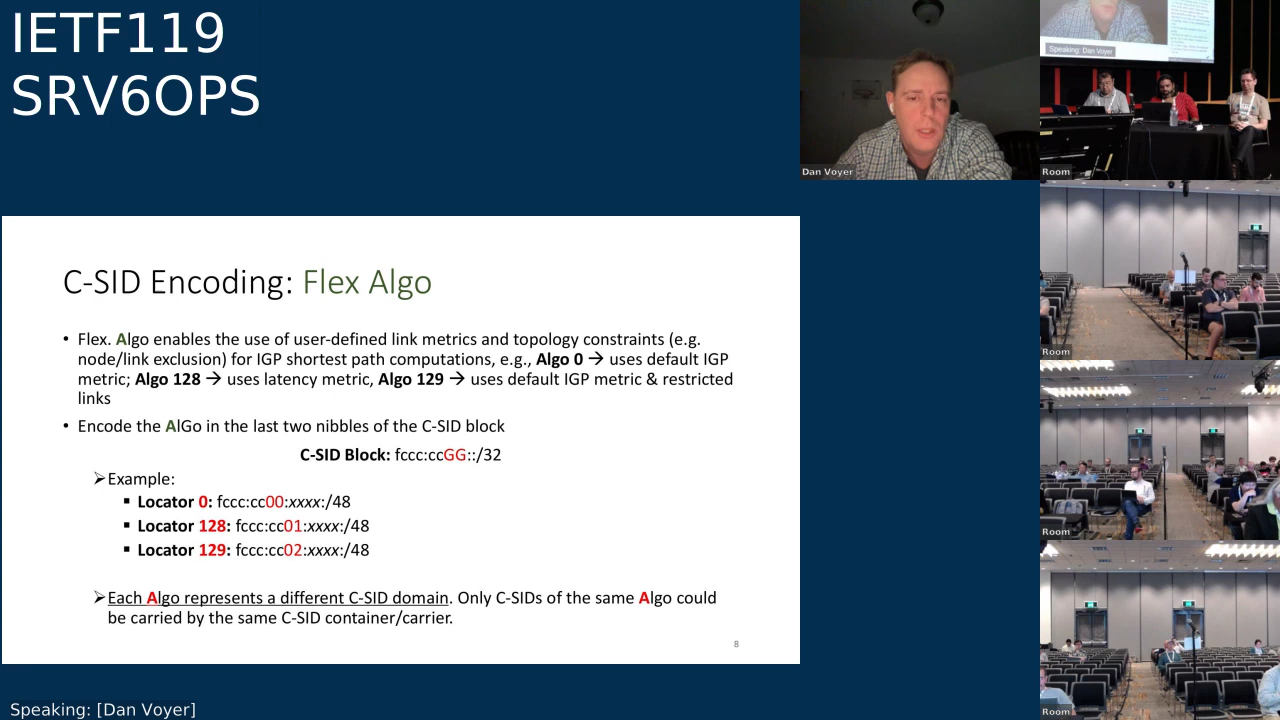 IETF119
SRV6OPS
Speaking: Dan Voyer
Dan Voyer
Room
Room
Room
Room
C-SID Encoding: Flex Algo
• Flex. Algo enables the use of user-defined link metrics and topology constraints (e.g.
node/link exclusion) for IGP shortest path computations, e.g., Algo 0 → uses default IGP
metric; Algo 128 → uses latency metric, Algo 129 → uses default IGP metric & restricted
links
• Encode the AlGo in the last two nibbles of the C-SID block
C-SID Block: fccc:ccGG::/32
➢Example:
▪ Locator 0: fccc:cc00:xxxx:/48
▪ Locator 128: fccc:cc01:xxxx:/48
▪ Locator 129: fccc:cc02:xxxx:/48
➢Each Algo represents a different C-SID domain. Only C-SIDs of the same Algo could
be carried by the same C-SID container/carrier.
8
Speaking: [Dan Voyer]